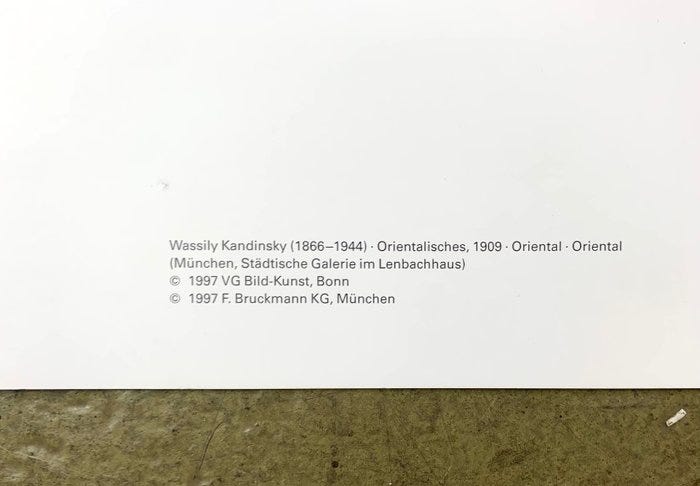 Wassily Kandinsky (1866–1944) · Orientalisches, 1909 · Oriental · Oriental
(München, Städtische Galerie im Lenbachhaus)
© 1997 VG Bild-Kunst, Bonn
© 1997 F. Bruckmann KG, München